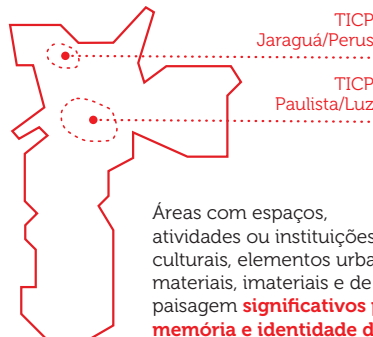 TICP
Jaraguá/Perus
TICP
Paulista/Luz
Áreas com espaços,
atividades ou instituições
culturais, elementos
materiais, imateriais e de
paisagem significativos
memória e identidade